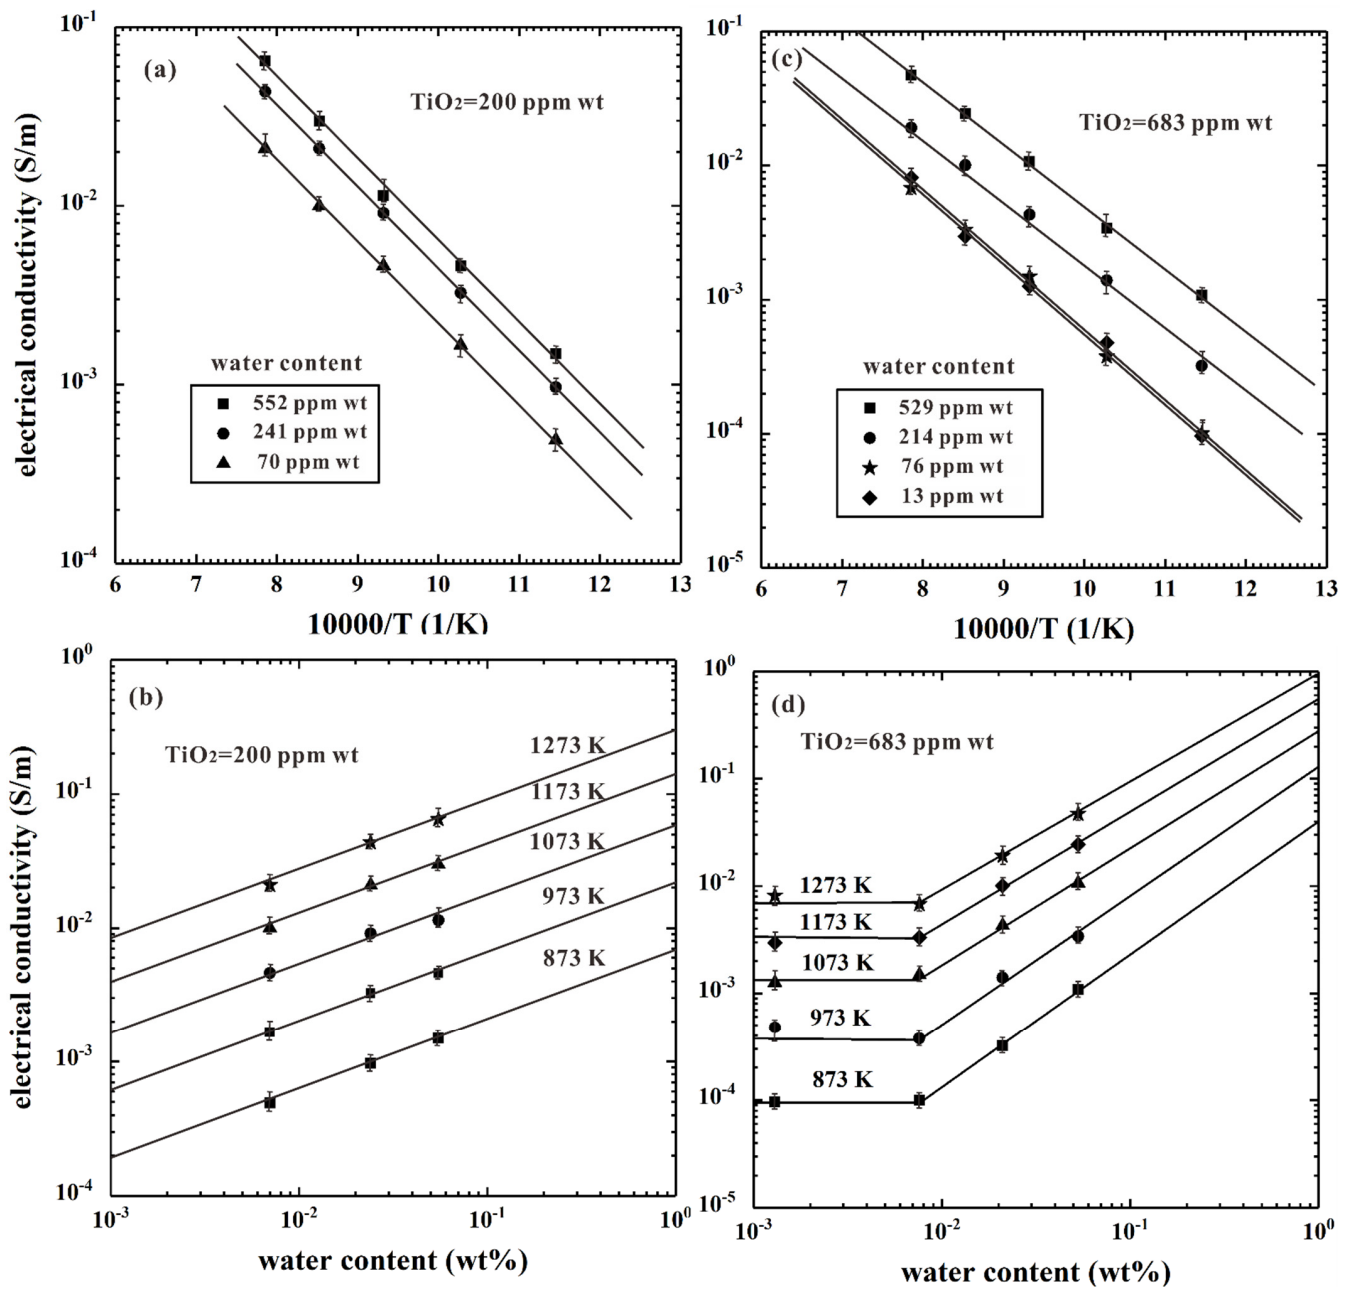 (a)
TiO2=200 ppm wt
electrical conductivity (S/m)
10-1
10-2
10-3
10-4
water content
552 ppm wt
241 ppm wt
70 ppm wt
6 7 8 9 10 11 12 13
10000/T (1/K)
(c)
TiO2=683 ppm wt
10-1
10-2
10-3
10-4
10-5
water content
529 ppm wt
214 ppm wt
76 ppm wt
13 ppm wt
6 7 8 9 10 11 12 13
10000/T (1/K)
(b)
TiO2=200 ppm wt
electrical conductivity (S/m)
100
10-1
10-2
10-3
10-4
1273 K
1173 K
1073 K
973 K
873 K
10-3 10-2 10-1 100
water content (wt%)
(d)
TiO2=683 ppm wt
100
10-1
10-2
10-3
10-4
10-5
1273 K
1173 K
1073 K
973 K
873 K
10-3 10-2 10-1 100
water content (wt%)